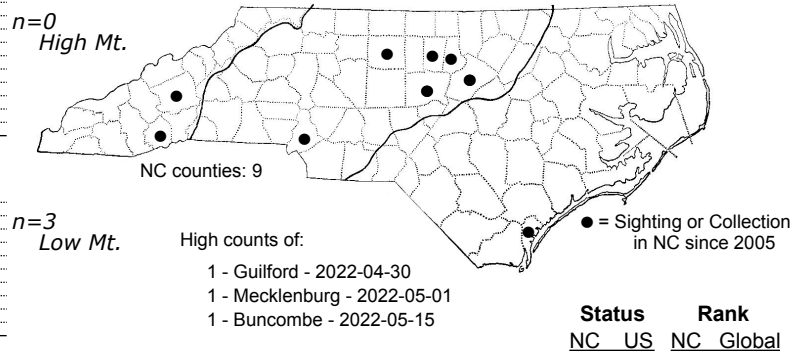 n=0
High Mt.
NC counties: 9
n=3
Low Mt.
High counts of:
1 - Guilford - 2022-04-30
1 - Mecklenburg - 2022-05-01
1 - Buncombe - 2022-05-15
● = Sighting or Collection
in NC since 2005
Status Rank
NC US NC Global